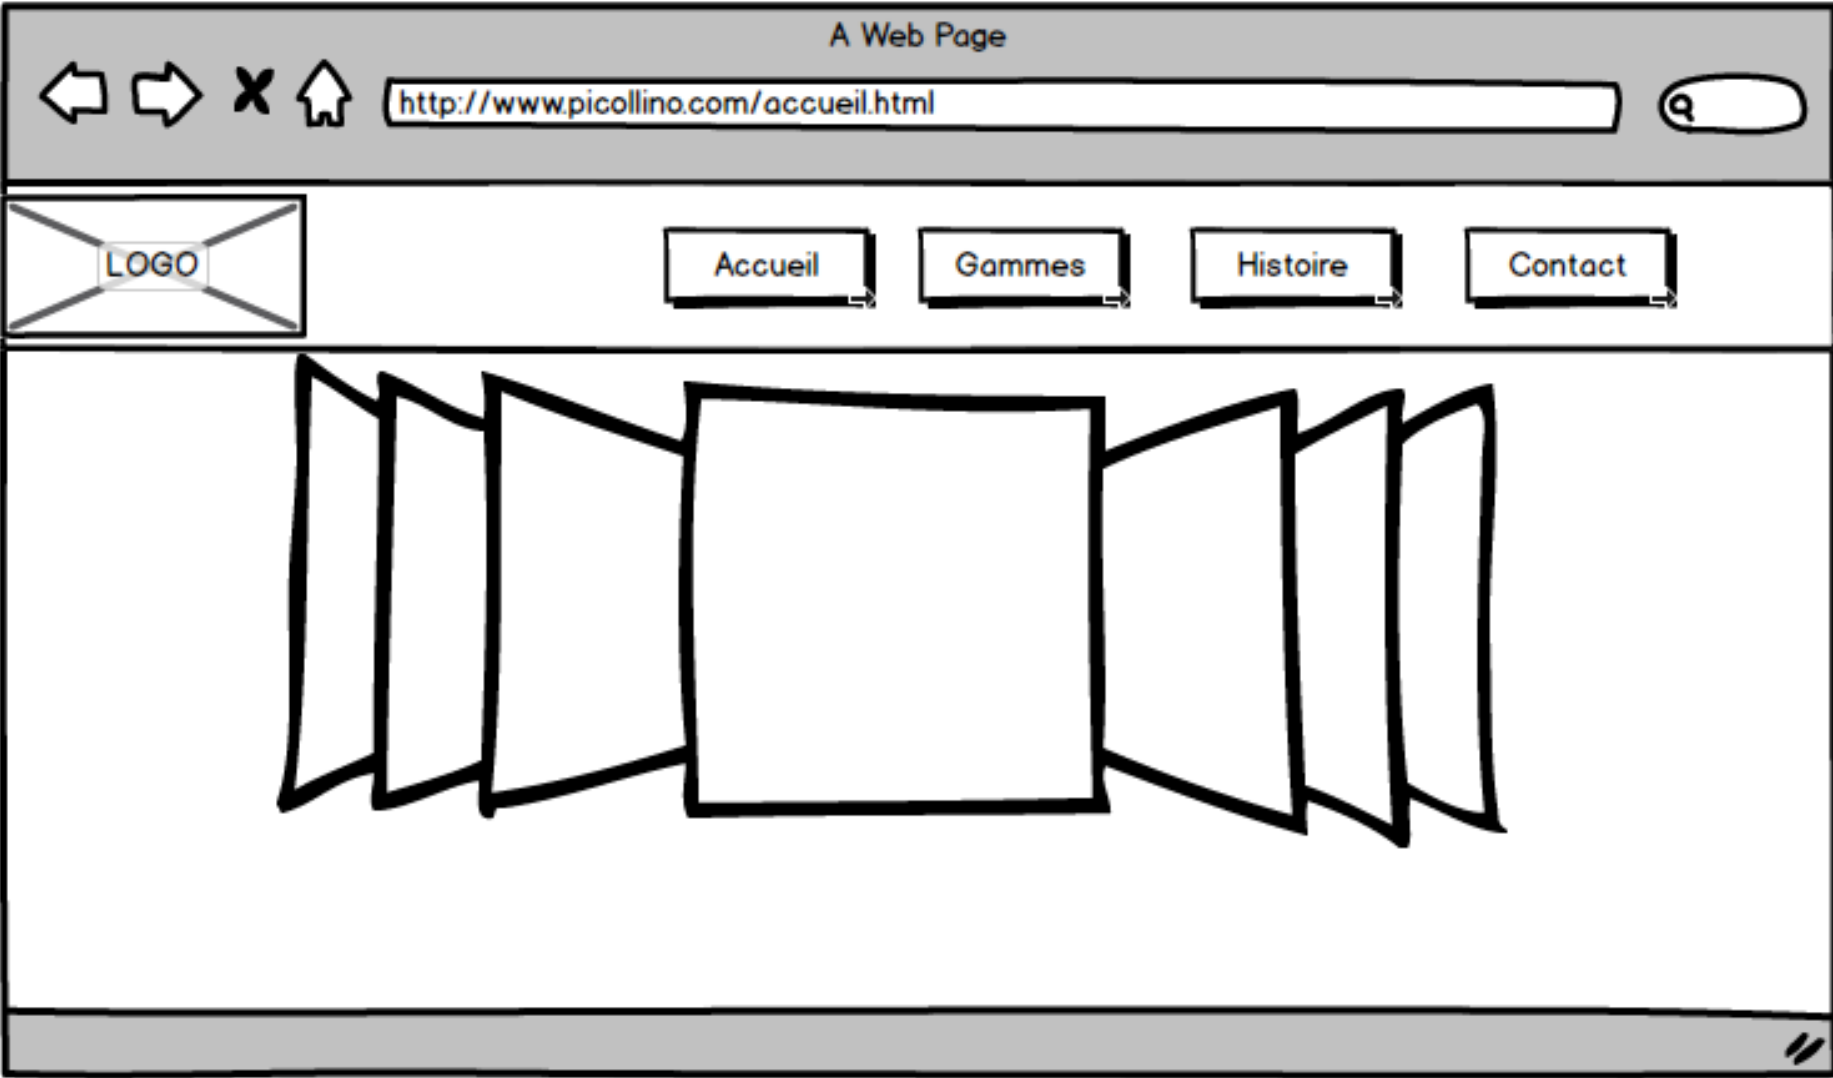 A Web Page
http://www.picollino.com/accueil.html
LOGO
Accueil
Gammes
Histoire
Contact